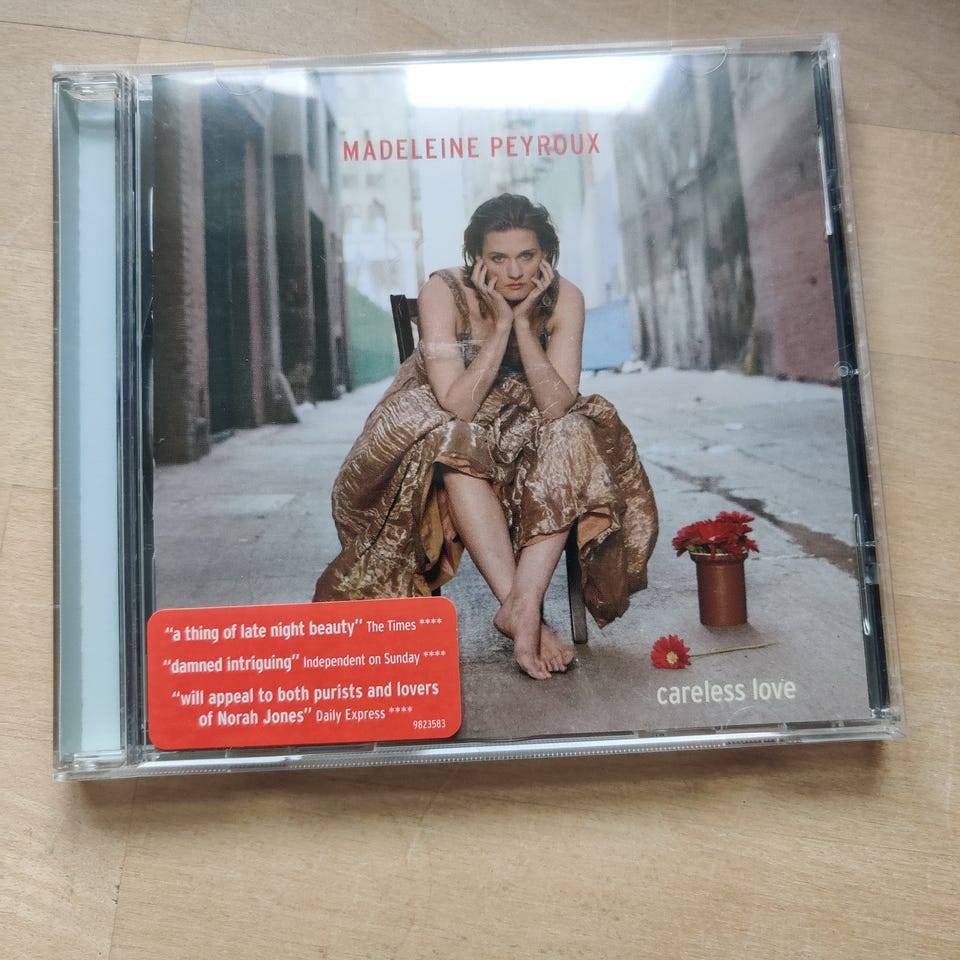 MADELEINE PEYROUX
"a thing of late night beauty" The Times ****
"damned intriguing" Independent on Sunday ****
"will appeal to both purists and lovers
of Norah Jones" Daily Express ****
9823583
careless love